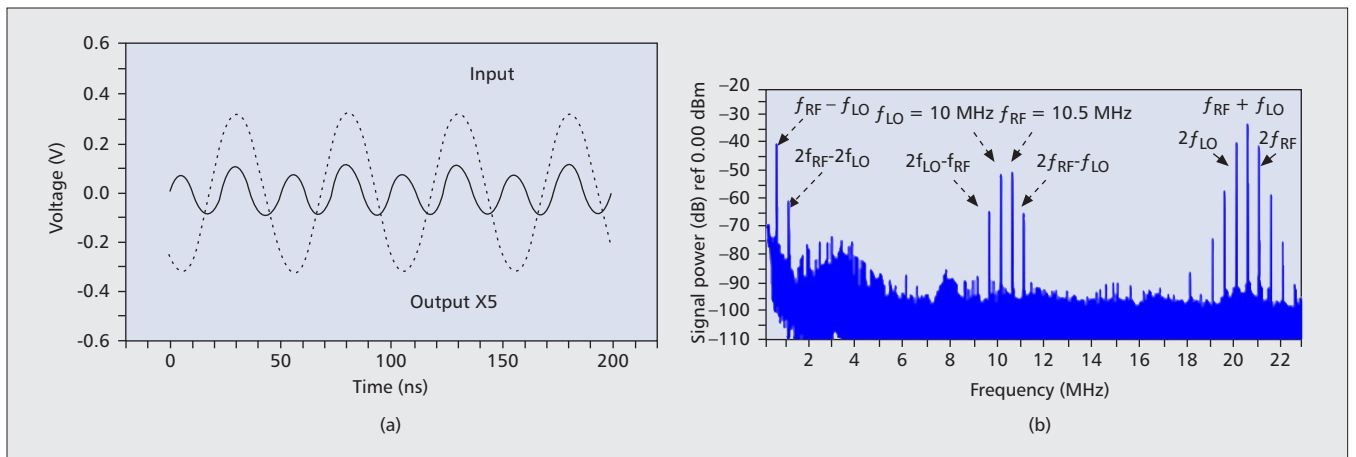 0.6
0.4
0.2
0.0
-0.2
-0.4
-0.6
Voltage (V)
Input
Output X5
0 50 100 150 200
Time (ns)
(a)
−20
−30
−40
−50
−60
−70
−80
−90
−100
−110
Signal power (dB) ref 0.00 dBm
fRF − fLO
fLO = 10 MHz
fRF = 10.5 MHz
fRF + fLO
2fLO
2fRF
2fRF-2fLO
2fLO-fRF
2fRF-fLO
2 4 6 8 10 12 14 16 18 20 22
Frequency (MHz)
(b)